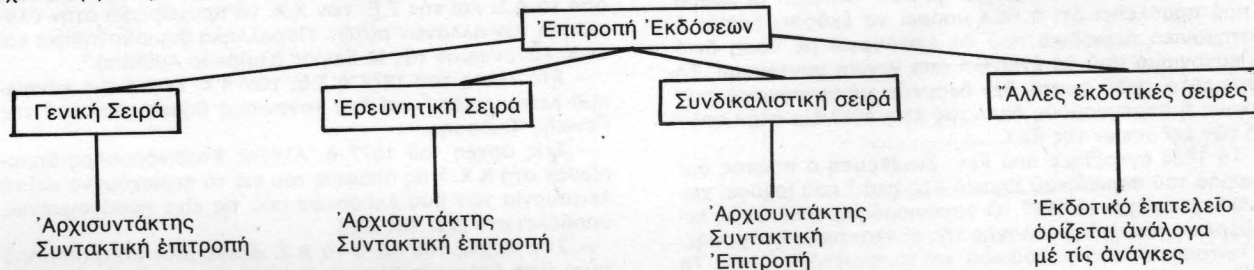 Ἐπιτροπή Ἐκδόσεων
Γενική Σειρά
Ἐρευνητική Σειρά
Συνδικαλιστική σειρά
Ἄλλες ἐκδοτικές σειρές
Ἀρχισυντάκτης
Συντακτική ἐπιτροπή
Ἀρχισυντάκτης
Συντακτική ἐπιτροπή
Ἀρχισυντάκτης
Συντακτική
Ἐπιτροπή
Ἐκδοτικό ἐπιτελεῖο
ὁρίζεται ἀνάλογα
μέ τίς ἀνάγκες